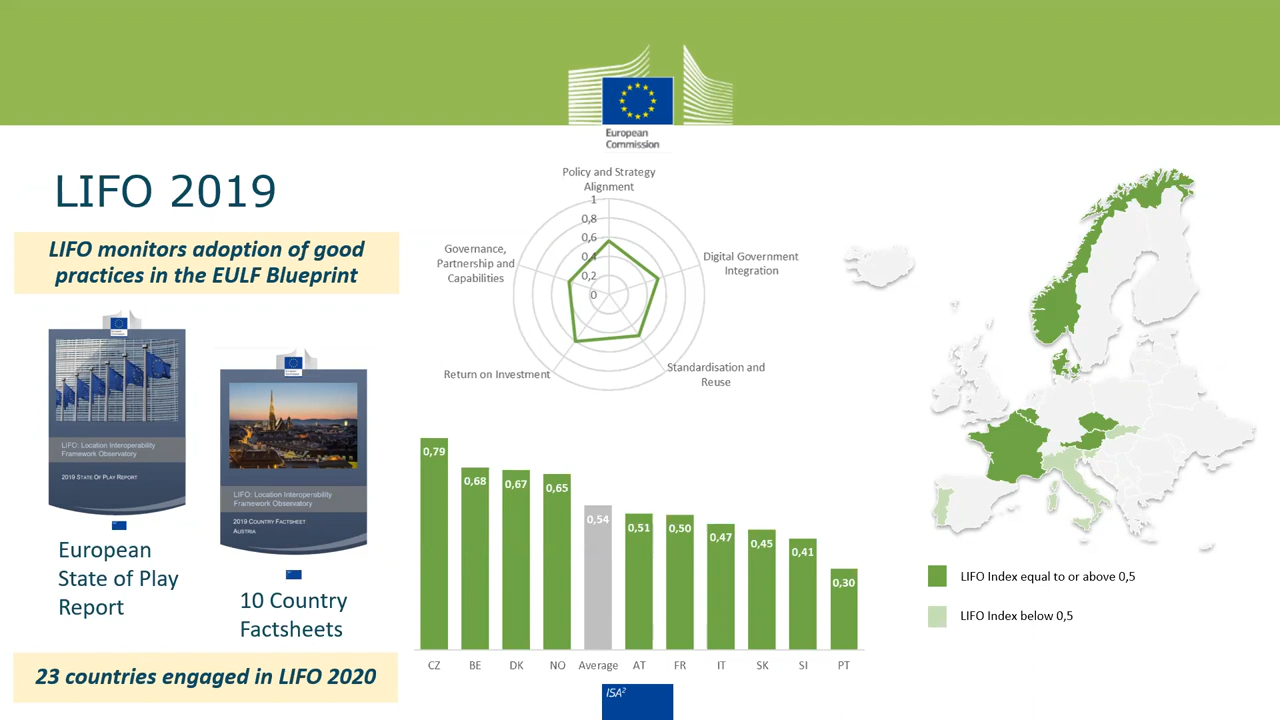 European
Commission
LIFO 2019
LIFO monitors adoption of good
practices in the EULF Blueprint
LIFO: Location Interoperability
Framework Observatory
2019 STATE OF PLAY REPORT
European
State of Play
Report
LIFO: Location Interoperability
Framework Observatory
2019 COUNTRY FACTSHEET
AUSTRIA
10 Country
Factsheets
23 countries engaged in LIFO 2020
Policy and Strategy
Alignment
1
0,8
0,6
0,4
0,2
0
Governance,
Partnership and
Capabilities
Digital Government
Integration
Return on Investment
Standardisation and
Reuse
0,79
0,68
0,67
0,65
0,54
0,51
0,50
0,47
0,45
0,41
0,30
CZ BE DK NO Average AT FR IT SK SI PT
LIFO Index equal to or above 0,5
LIFO Index below 0,5
ISA²